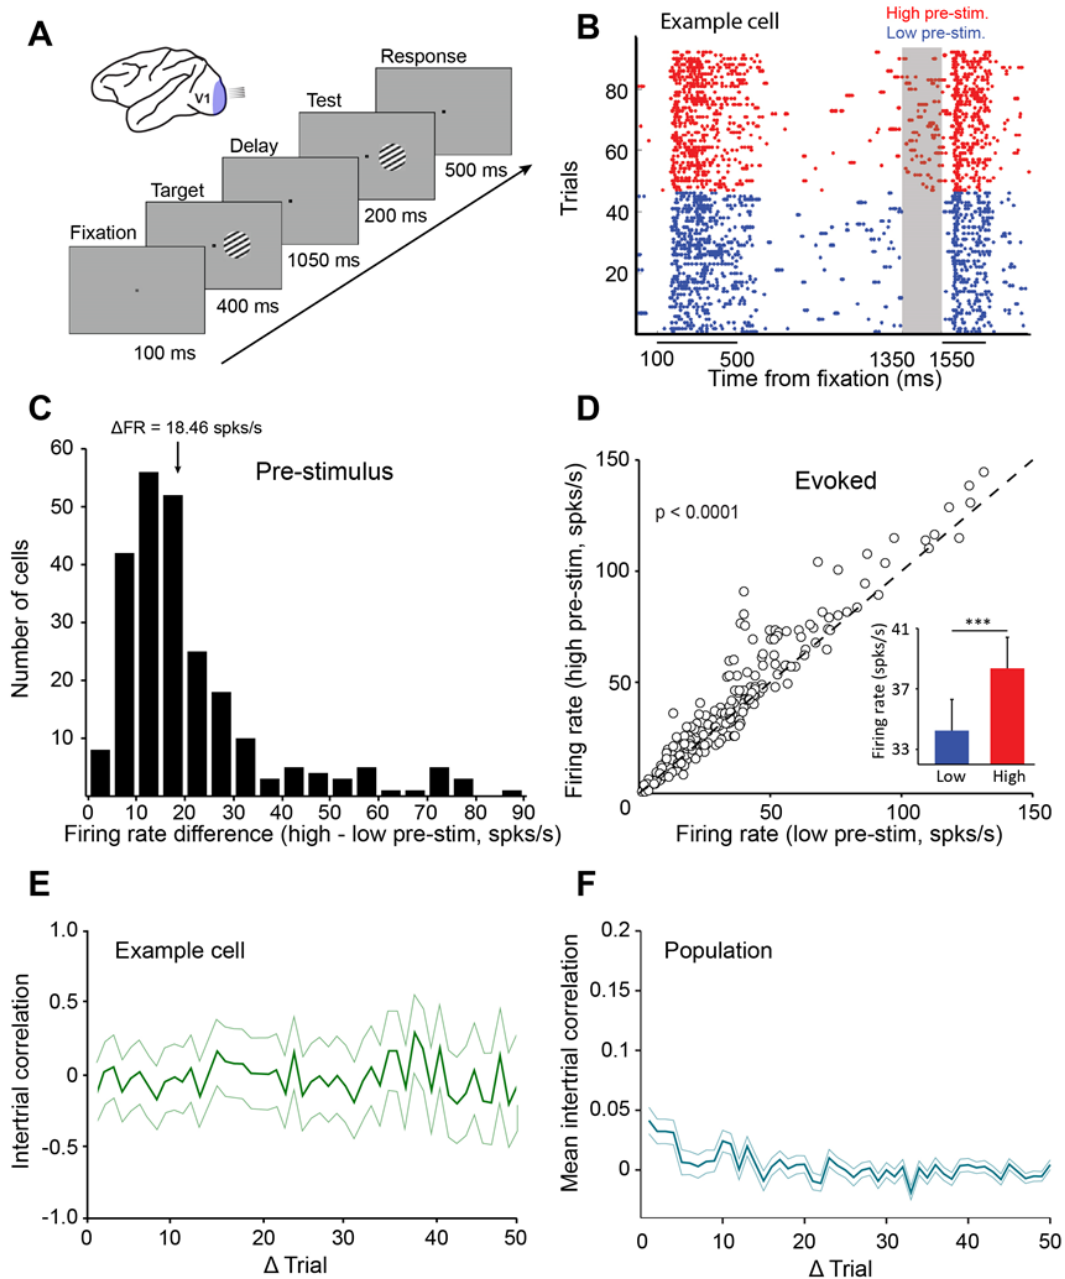 A
V1
Fixation
Target
Delay
Test
Response
100 ms
400 ms
1050 ms
200 ms
500 ms
B
Example cell
High pre-stim.
Low pre-stim.
Trials
80
60
40
20
100
500
1350
1550
Time from fixation (ms)
C
ΔFR = 18.46 spks/s
Pre-stimulus
Number of cells
60
50
40
30
20
10
0 10 20 30 40 50 60 70 80 90
Firing rate difference (high - low pre-stim, spks/s)
D
Evoked
p < 0.0001
Firing rate (high pre-stim, spks/s)
150
100
50
0
50 100 150
Firing rate (low pre-stim, spks/s)
Firing rate (spks/s)
41
37
33
***
Low High
E
Example cell
Intertrial correlation
1.0
0.5
0
-0.5
-1.0
0 10 20 30 40 50
Δ Trial
F
Population
Mean intertrial correlation
0.2
0.15
0.1
0.05
0
0 10 20 30 40 50
Δ Trial